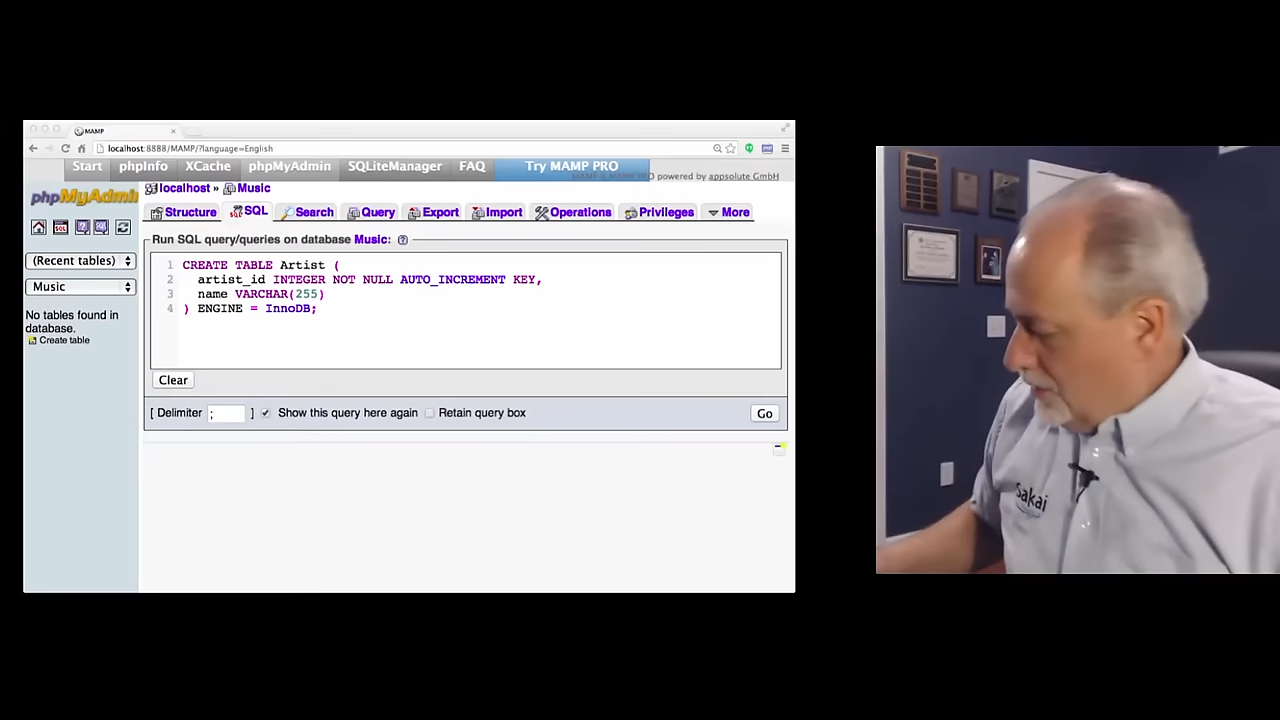 MAMP
localhost:8888/MAMP/?language=English
Start phpInfo XCache phpMyAdmin SQLiteManager FAQ Try MAMP PRO
MAMP & MAMP PRO powered by appsolute GmbH
phpMyAdmin
localhost » Music
Structure SQL Search Query Export Import Operations Privileges More
(Recent tables)
Music
No tables found in
database.
Create table
Run SQL query/queries on database Music:
1 CREATE TABLE Artist (
2 artist_id INTEGER NOT NULL AUTO_INCREMENT KEY,
3 name VARCHAR(255)
4 ) ENGINE = InnoDB;
Clear
[ Delimiter ; ] Show this query here again Retain query box Go
Sakai